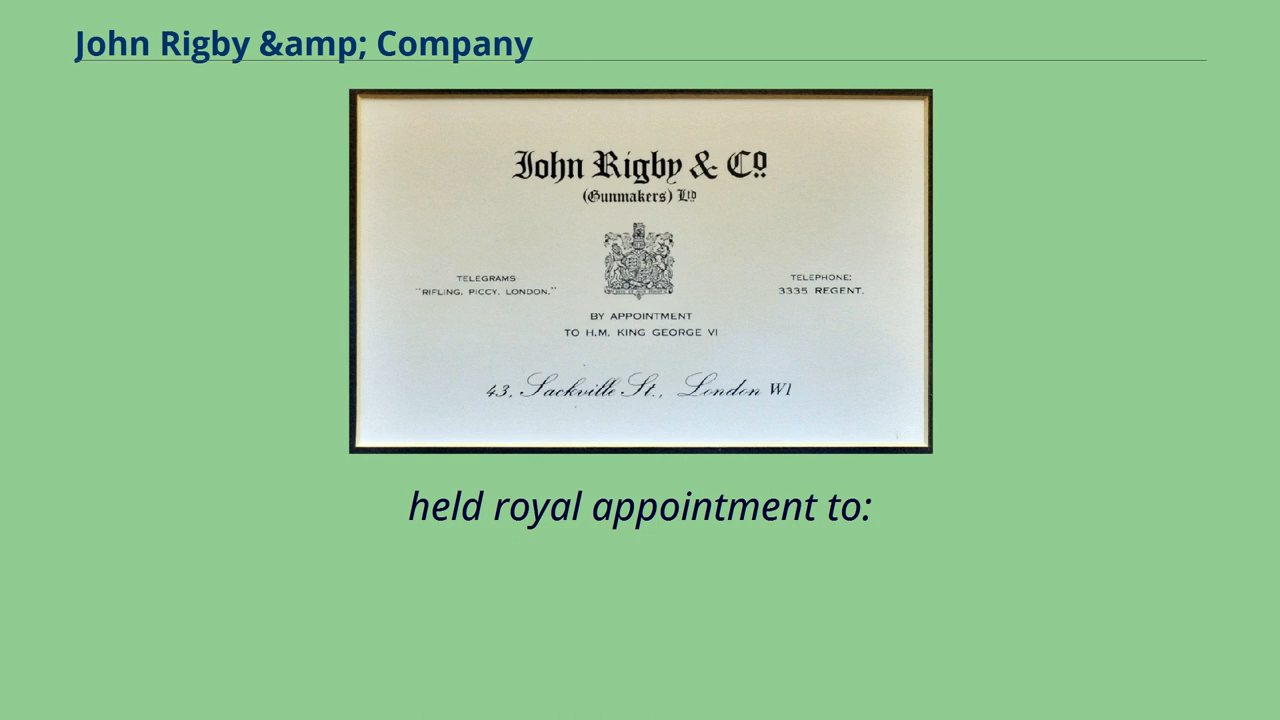 John Rigby &amp; Company
John Rigby & Co.
(Gunmakers) Ltd
TELEGRAMS
"RIFLING, PICCY, LONDON."
TELEPHONE:
3335 REGENT.
BY APPOINTMENT
TO H.M. KING GEORGE VI
43, Sackville St., London W1
held royal appointment to: